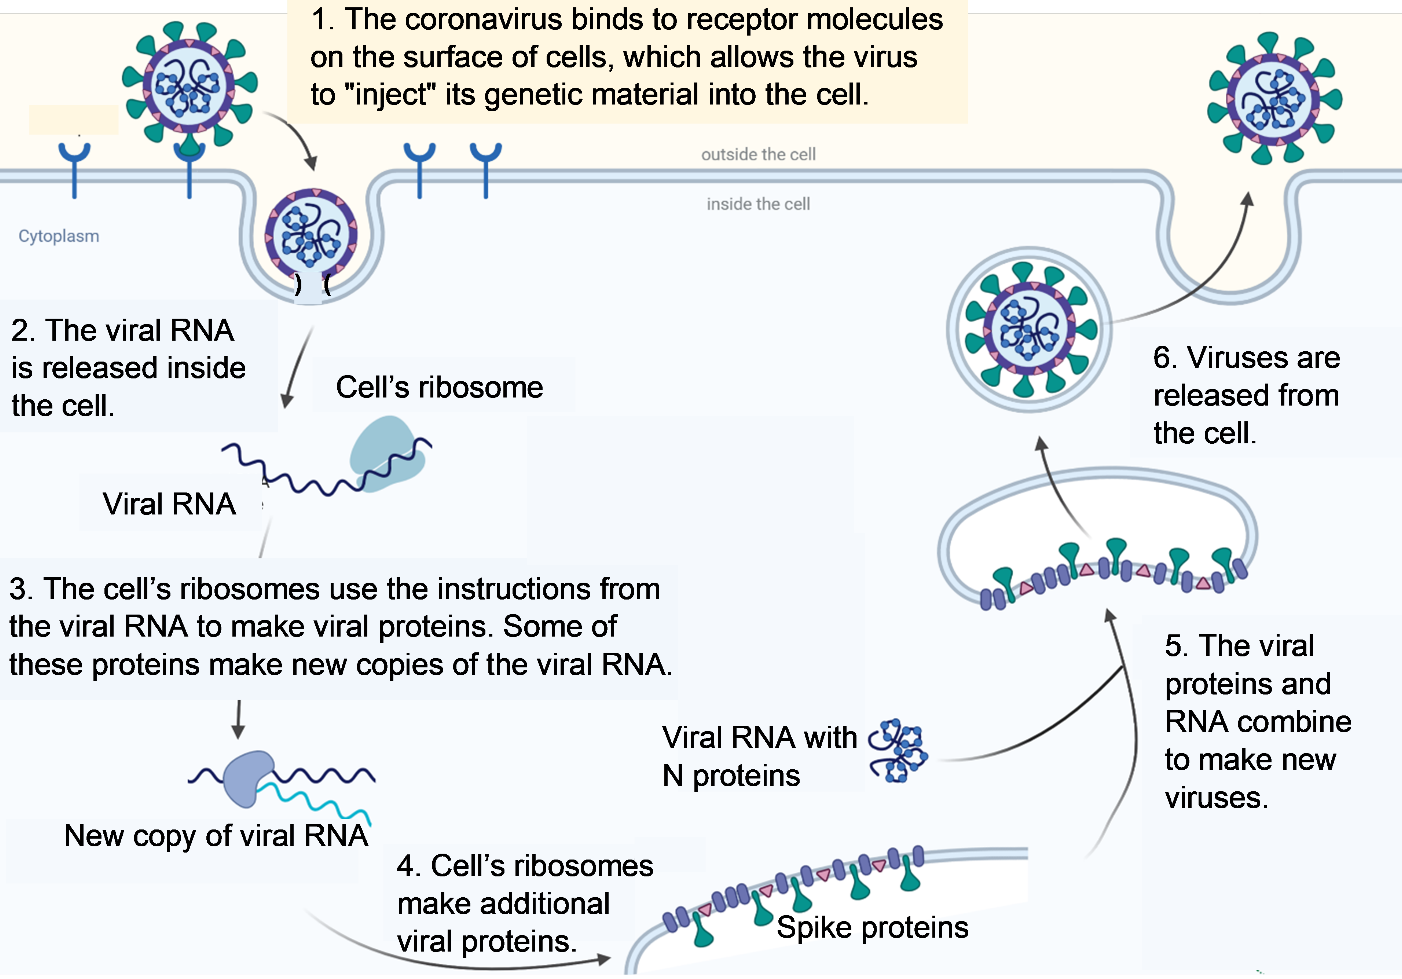 1. The coronavirus binds to receptor molecules
on the surface of cells, which allows the virus
to "inject" its genetic material into the cell.
outside the cell
inside the cell
Cytoplasm
2. The viral RNA
is released inside
the cell.
Cell's ribosome
Viral RNA
3. The cell's ribosomes use the instructions from
the viral RNA to make viral proteins. Some of
these proteins make new copies of the viral RNA.
New copy of viral RNA
4. Cell's ribosomes
make additional
viral proteins.
Spike proteins
Viral RNA with
N proteins
5. The viral
proteins and
RNA combine
to make new
viruses.
6. Viruses are
released from
the cell.